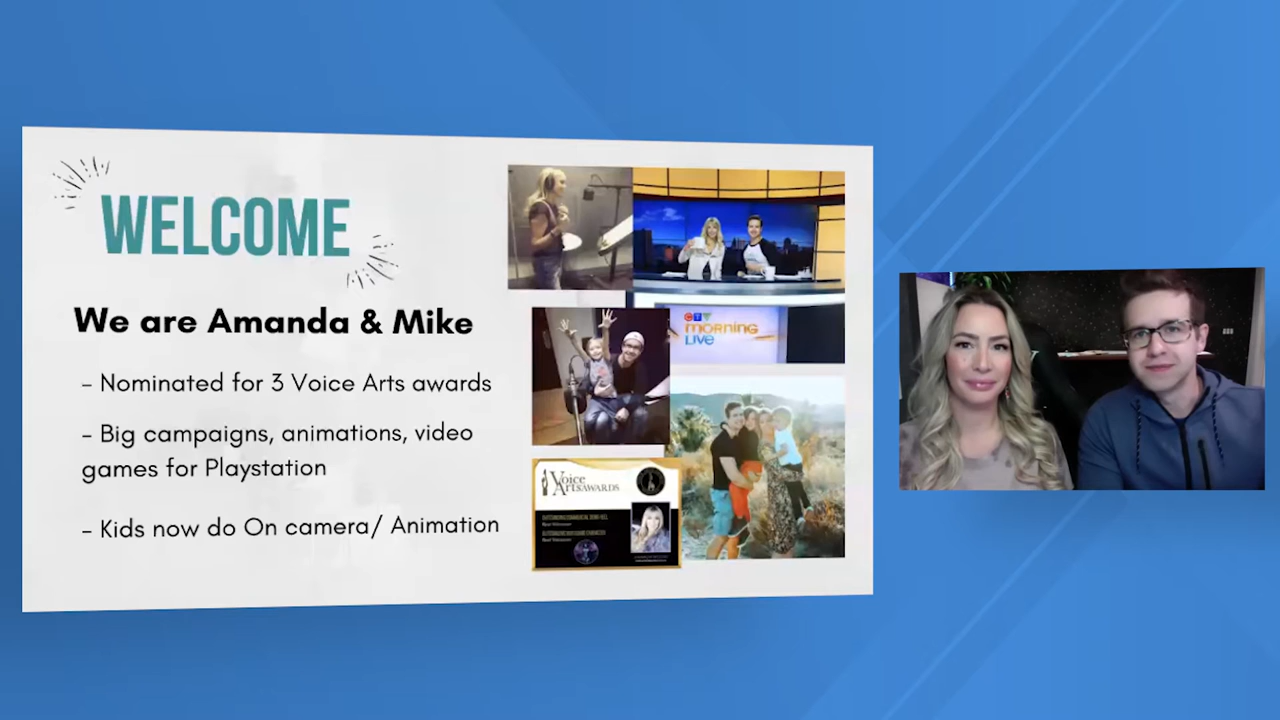 WELCOME
We are Amanda & Mike
- Nominated for 3 Voice Arts awards
- Big campaigns, animations, video
games for Playstation
- Kids now do On camera/ Animation
CTV
morning
LIVE
Voice
Arts AWARDS